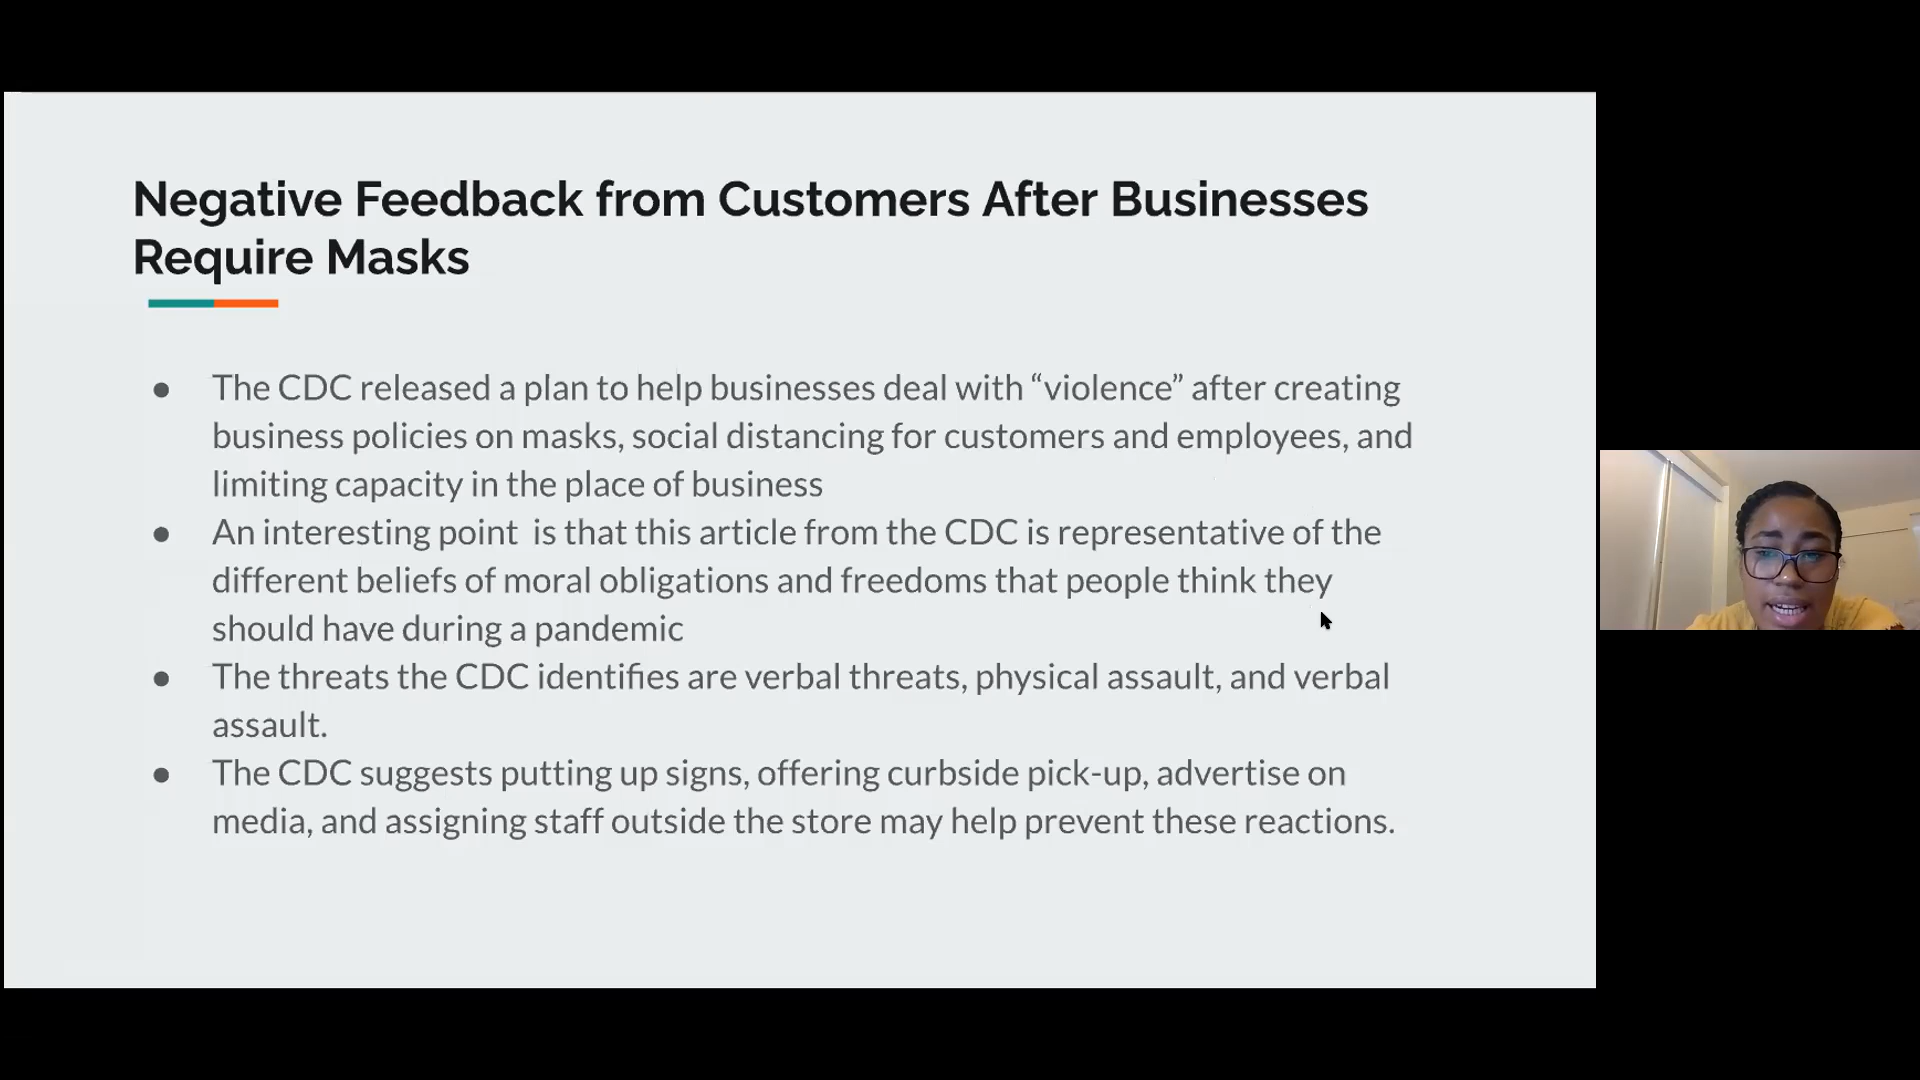 Negative Feedback from Customers After Businesses
Require Masks
● The CDC released a plan to help businesses deal with “violence” after creating
business policies on masks, social distancing for customers and employees, and
limiting capacity in the place of business
● An interesting point  is that this article from the CDC is representative of the
different beliefs of moral obligations and freedoms that people think they
should have during a pandemic
● The threats the CDC identifies are verbal threats, physical assault, and verbal
assault.
● The CDC suggests putting up signs, offering curbside pick-up, advertise on
media, and assigning staff outside the store may help prevent these reactions.